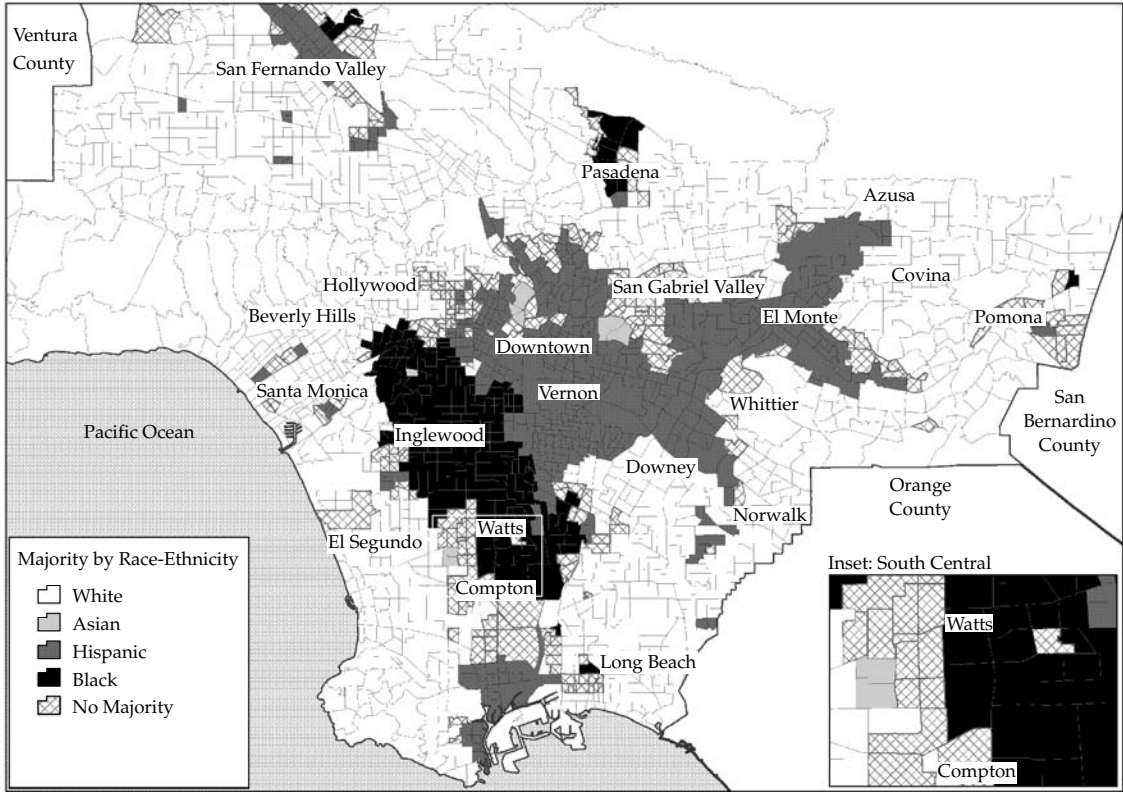 Ventura
County
San Fernando Valley
Pasadena
Azusa
Hollywood
San Gabriel Valley
Covina
Beverly Hills
El Monte
Pomona
Downtown
Santa Monica
Vernon
Whittier
San
Bernardino
County
Pacific Ocean
Inglewood
Downey
Orange
County
Norwalk
Watts
El Segundo
Compton
Long Beach
Majority by Race-Ethnicity
White
Asian
Hispanic
Black
No Majority
Inset: South Central
Watts
Compton